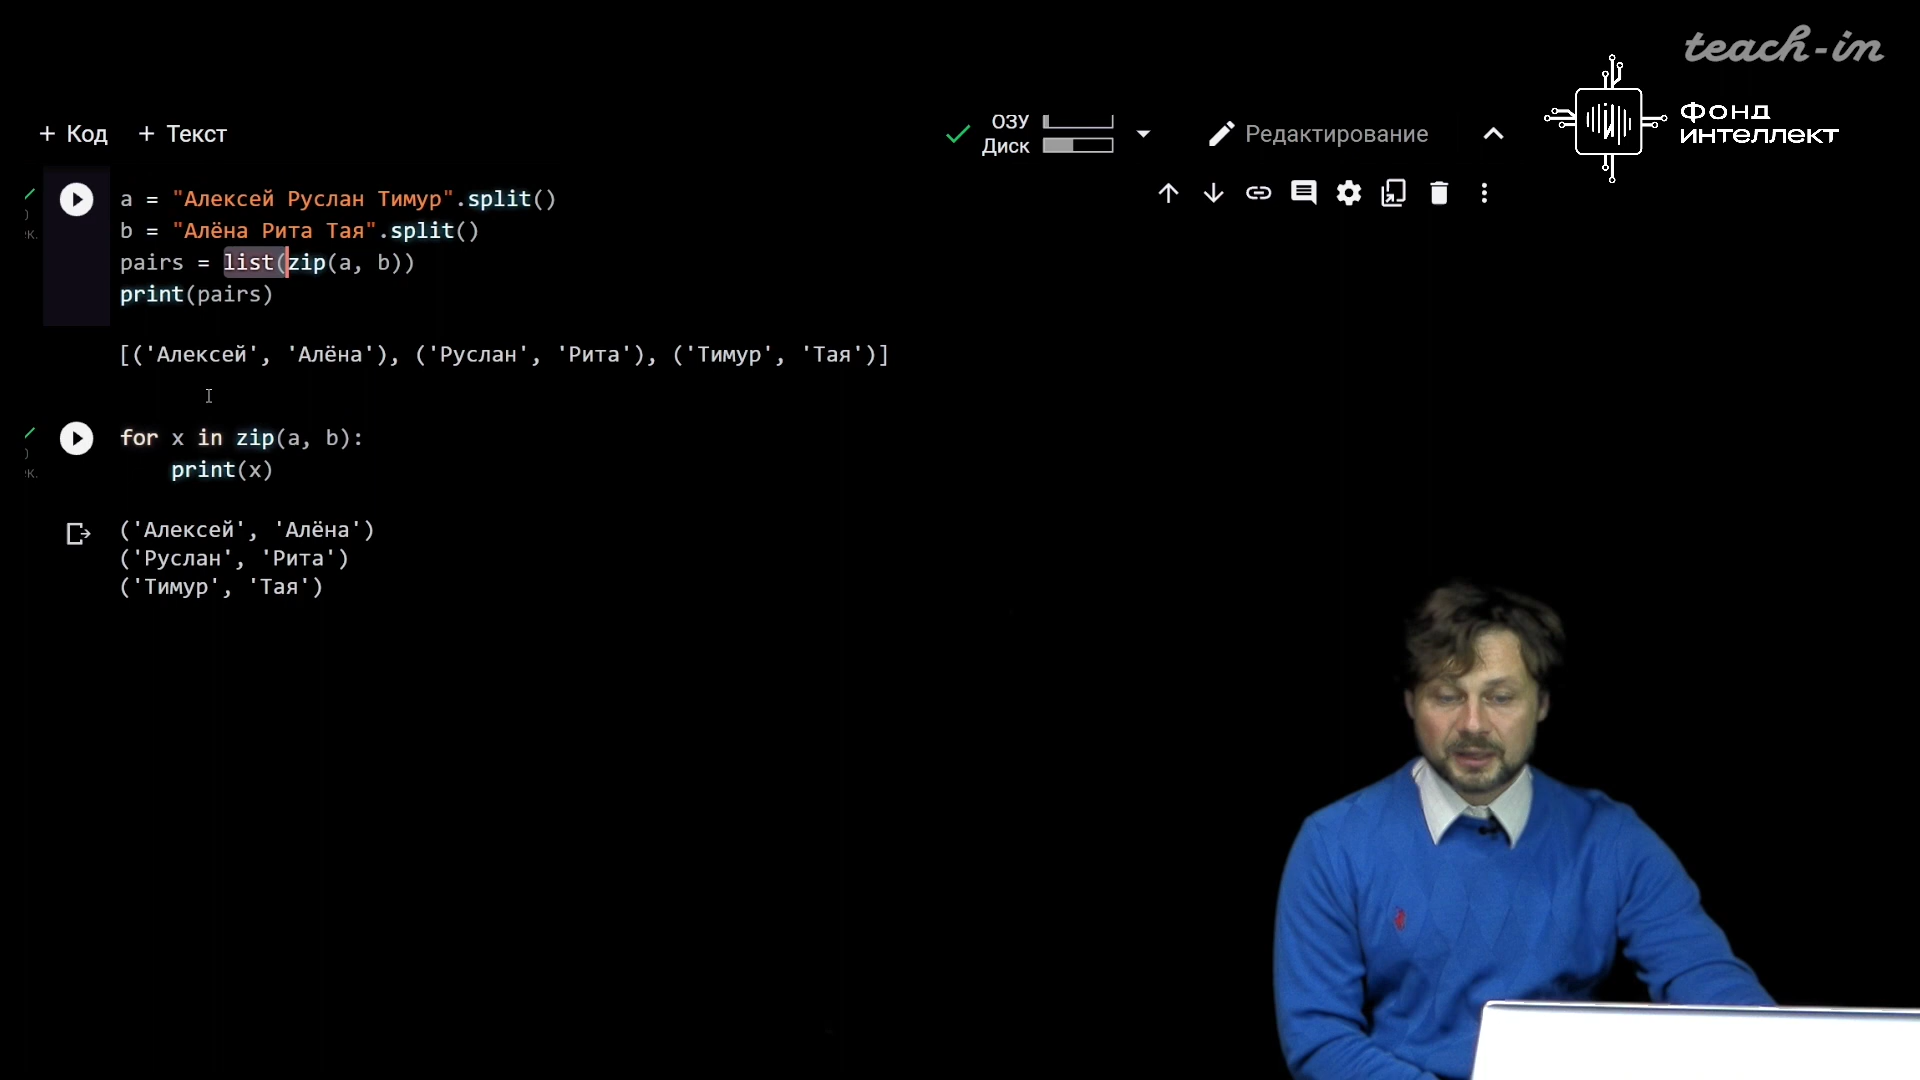 teach-in
Фонд
интеллект
+ Код + Текст
ОЗУ
Диск
Редактирование
a = "Алексей Руслан Тимур".split()
b = "Алёна Рита Тая".split()
pairs = list(zip(a, b))
print(pairs)
[('Алексей', 'Алёна'), ('Руслан', 'Рита'), ('Тимур', 'Тая')]
for x in zip(a, b):
    print(x)
('Алексей', 'Алёна')
('Руслан', 'Рита')
('Тимур', 'Тая')